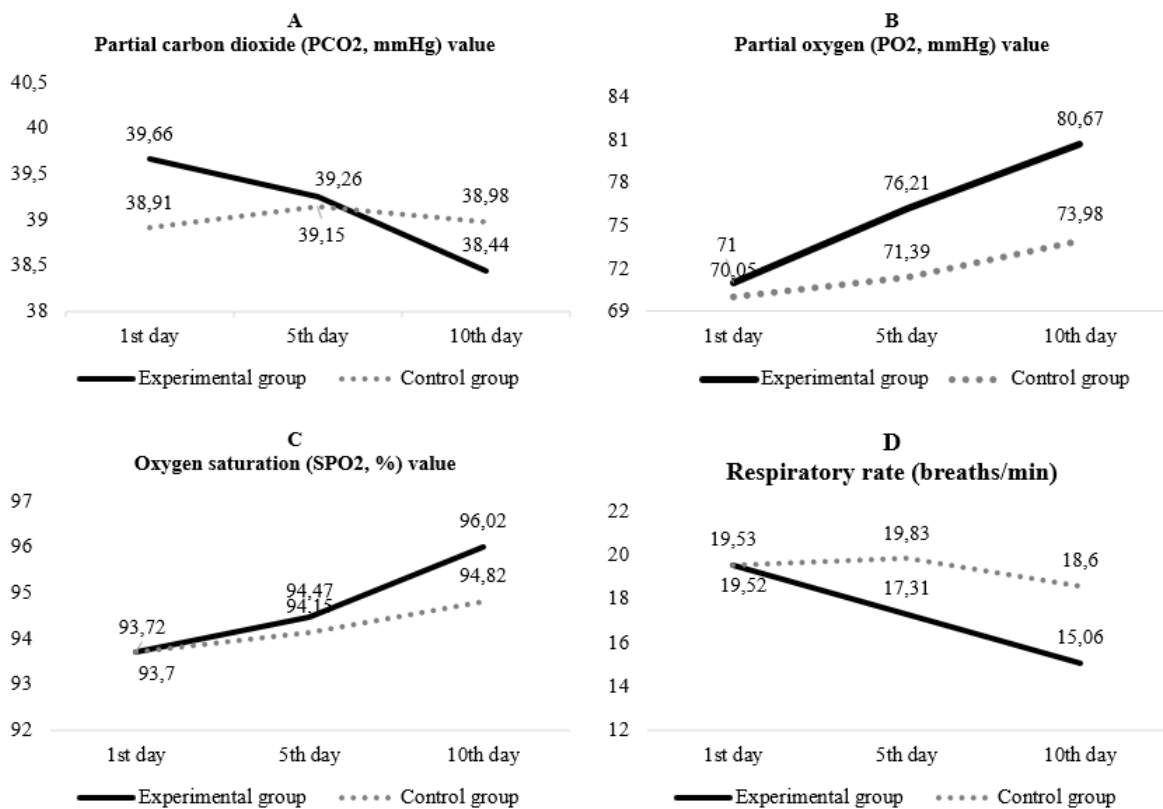 A
Partial carbon dioxide (PCO2, mmHg) value
40,5
40
39,5
39
38,5
38
39,66
38,91
39,26
39,15
38,98
38,44
1st day
5th day
10th day
Experimental group
Control group
B
Partial oxygen (PO2, mmHg) value
84
81
78
75
72
69
71
70,05
76,21
71,39
80,67
73,98
1st day
5th day
10th day
Experimental group
Control group
C
Oxygen saturation (SPO2, %) value
97
96
95
94
93
92
93,72
93,7
94,47
94,15
96,02
94,82
1st day
5th day
10th day
Experimental group
Control group
D
Respiratory rate (breaths/min)
22
20
18
16
14
12
19,53
19,52
19,83
17,31
18,6
15,06
1st day
5th day
10th day
Experimental group
Control group